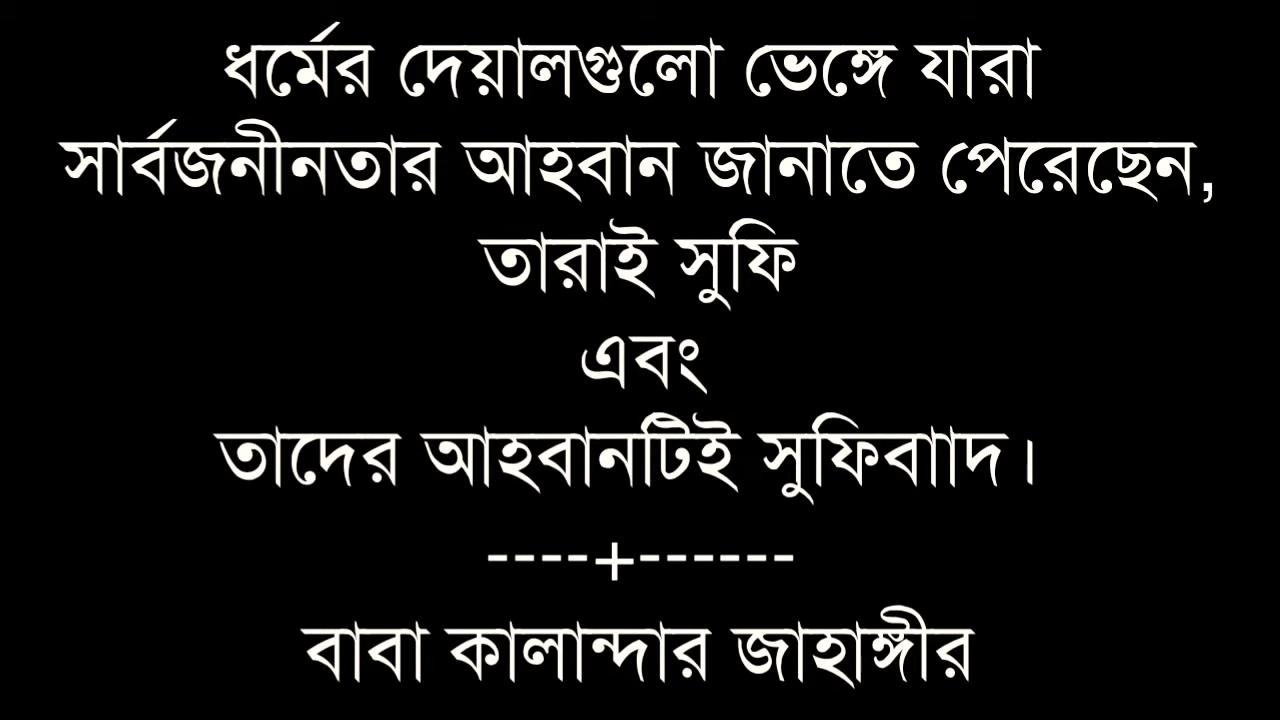 ধর্মের দেয়ালগুলো ভেঙ্গে যারা
সার্বজনীনতার আহবান জানাতে পেরেছেন,
তারাই সুফি
এবং
তাদের আহবানটিই সুফিবাাদ।
----+------
বাবা কালান্দার জাহাঙ্গীর